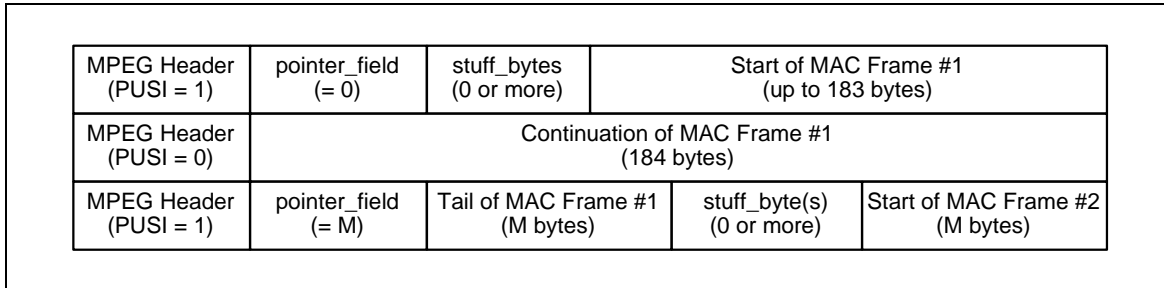 MPEG Header
(PUSI = 1)
pointer_field
(= 0)
stuff_bytes
(0 or more)
Start of MAC Frame #1
(up to 183 bytes)
MPEG Header
(PUSI = 0)
Continuation of MAC Frame #1
(184 bytes)
MPEG Header
(PUSI = 1)
pointer_field
(= M)
Tail of MAC Frame #1
(M bytes)
stuff_byte(s)
(0 or more)
Start of MAC Frame #2
(M bytes)